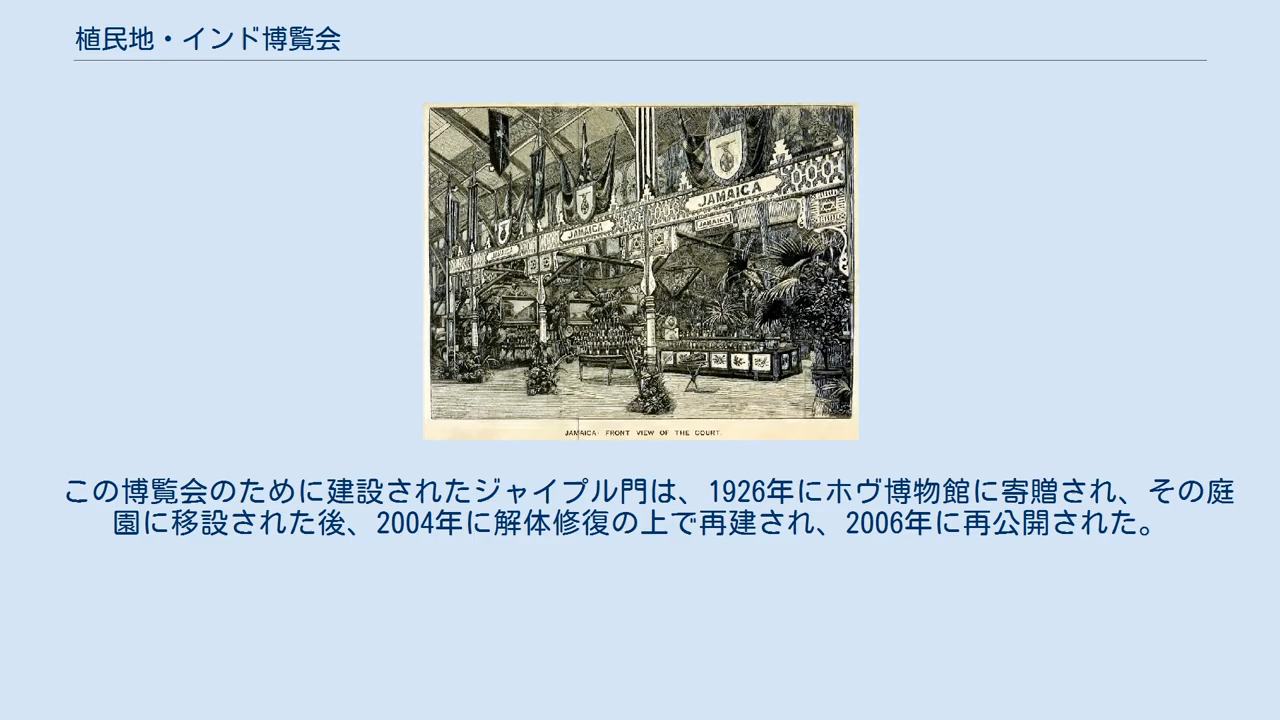 植民地・インド博覧会
JAMAICA
JAMAICA
JAMAICA
JAMAICA
JAMAICA- FRONT VIEW OF THE COURT.
この博覧会のために建設されたジャイプル門は、1926年にホヴ博物館に寄贈され、その庭
園に移設された後、2004年に解体修復の上で再建され、2006年に再公開された。